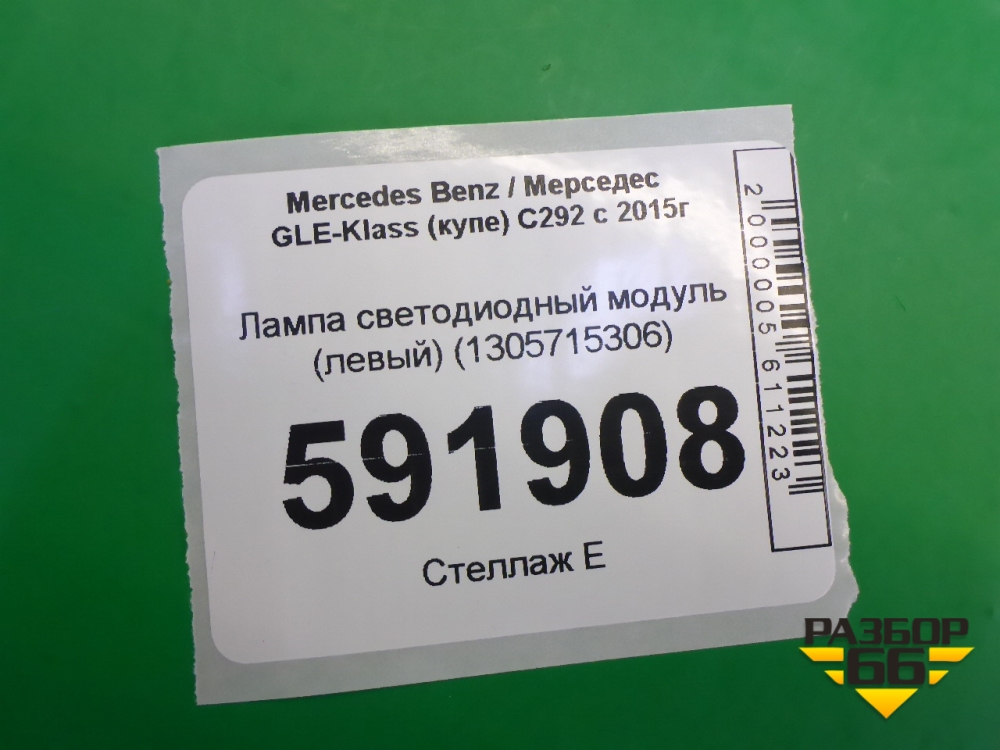 Mercedes Benz / Мерседес
GLE-Klass (купе) C292 с 2015г
Лампа светодиодный модуль
(левый) (1305715306)
591908
Стеллаж Е
2000005611223
РАЗБОР
66